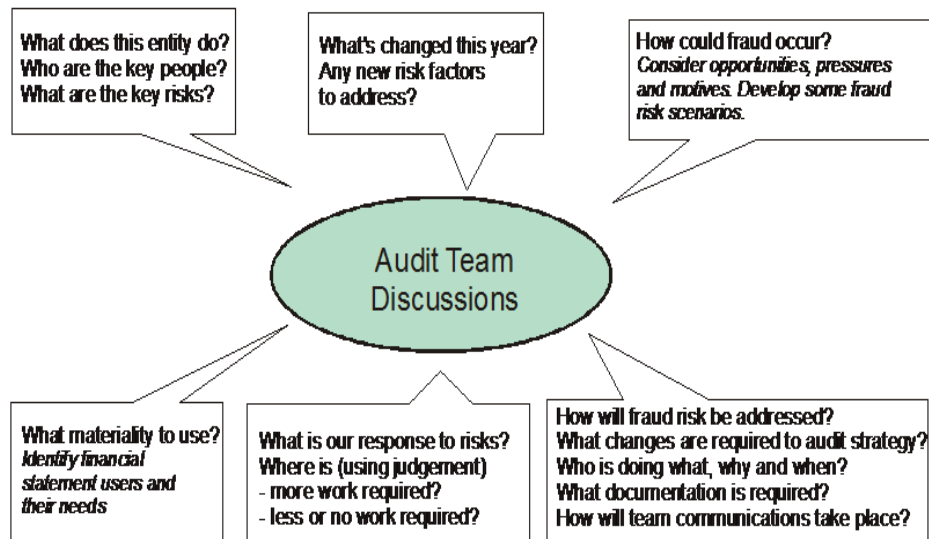 What does this entity do?
Who are the key people?
What are the key risks?
What's changed this year?
Any new risk factors
to address?
How could fraud occur?
Consider opportunities, pressures
and motives. Develop some fraud
risk scenarios.
Audit Team
Discussions
What materiality to use?
Identify financial
statement users and
their needs
What is our response to risks?
Where is (using judgement)
- more work required?
- less or no work required?
How will fraud risk be addressed?
What changes are required to audit strategy?
Who is doing what, why and when?
What documentation is required?
How will team communications take place?